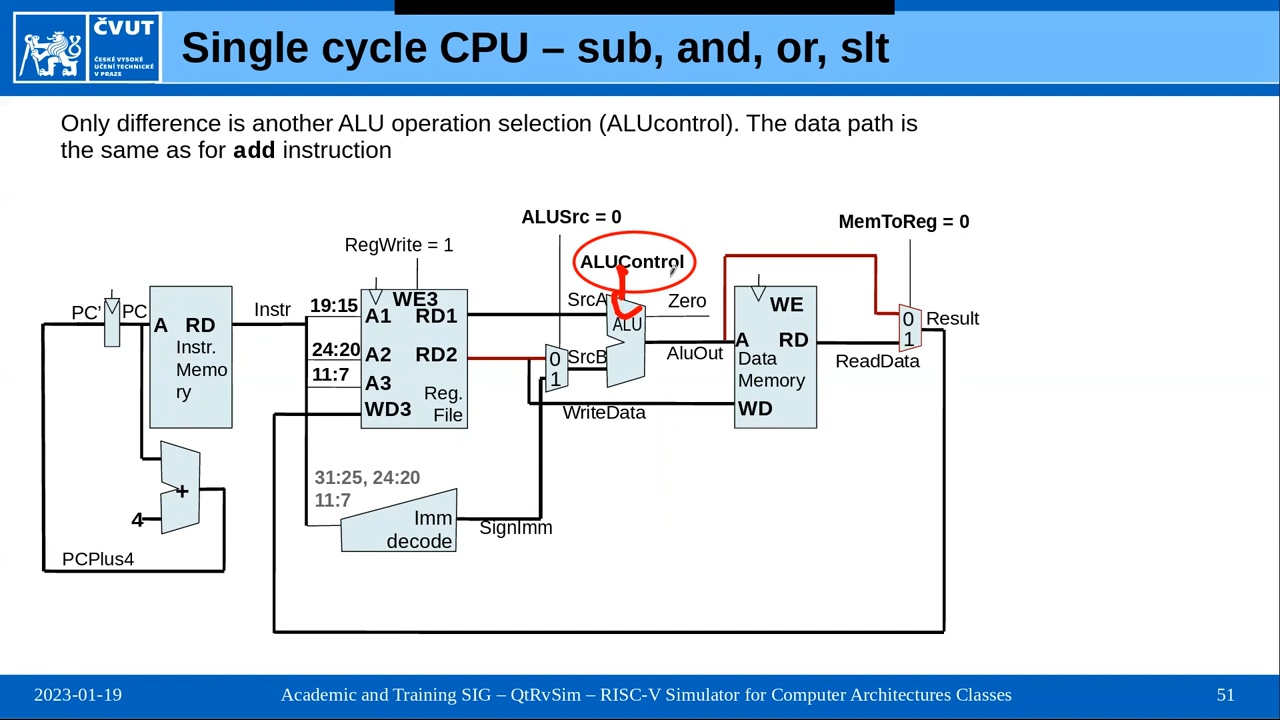 ČVUT
ČESKÉ VYSOKÉ
UČENÍ TECHNICKÉ
V PRAZE
Single cycle CPU – sub, and, or, slt
Only difference is another ALU operation selection (ALUcontrol). The data path is
the same as for add instruction
ALUSrc = 0
MemToReg = 0
RegWrite = 1
ALUControl
PC’
PC
A RD
Instr.
Memo
ry
Instr
19:15
24:20
11:7
WE3
A1 RD1
A2 RD2
A3
WD3
Reg.
File
SrcA
Zero
ALU
0
1
SrcB
AluOut
WriteData
WE
A RD
Data
Memory
WD
0
1
Result
ReadData
31:25, 24:20
11:7
Imm
decode
SignImm
+
4
PCPlus4
2023-01-19
Academic and Training SIG – QtRvSim – RISC-V Simulator for Computer Architectures Classes
51